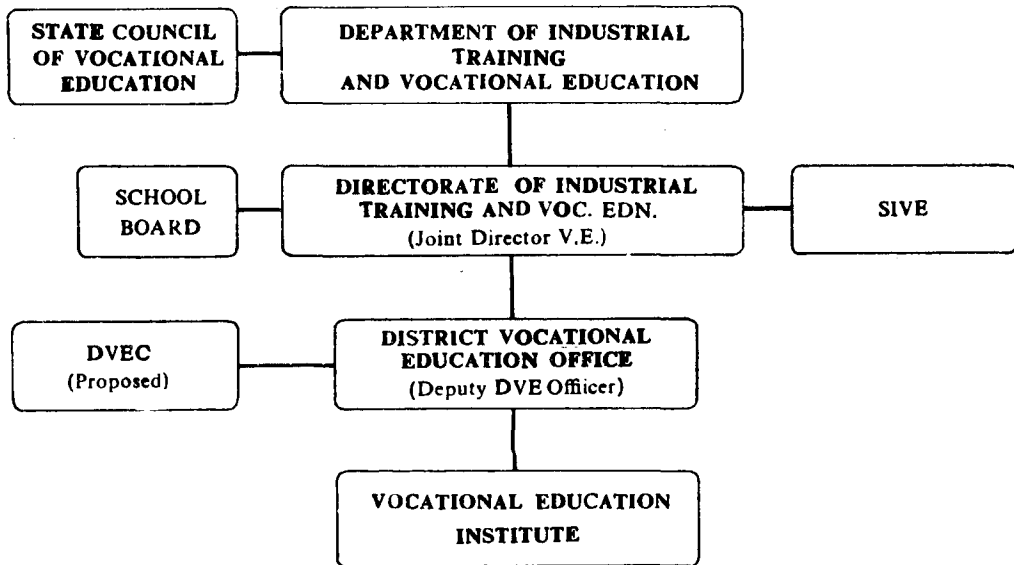 STATE COUNCIL
OF VOCATIONAL
EDUCATION
DEPARTMENT OF INDUSTRIAL
TRAINING
AND VOCATIONAL EDUCATION
SCHOOL
BOARD
DIRECTORATE OF INDUSTRIAL
TRAINING AND VOC. EDN.
(Joint Director V.E.)
SIVE
DVEC
(Proposed)
DISTRICT VOCATIONAL
EDUCATION OFFICE
(Deputy DVE Offiicer)
VOCATIONAL EDUCATION
INSTITUTE